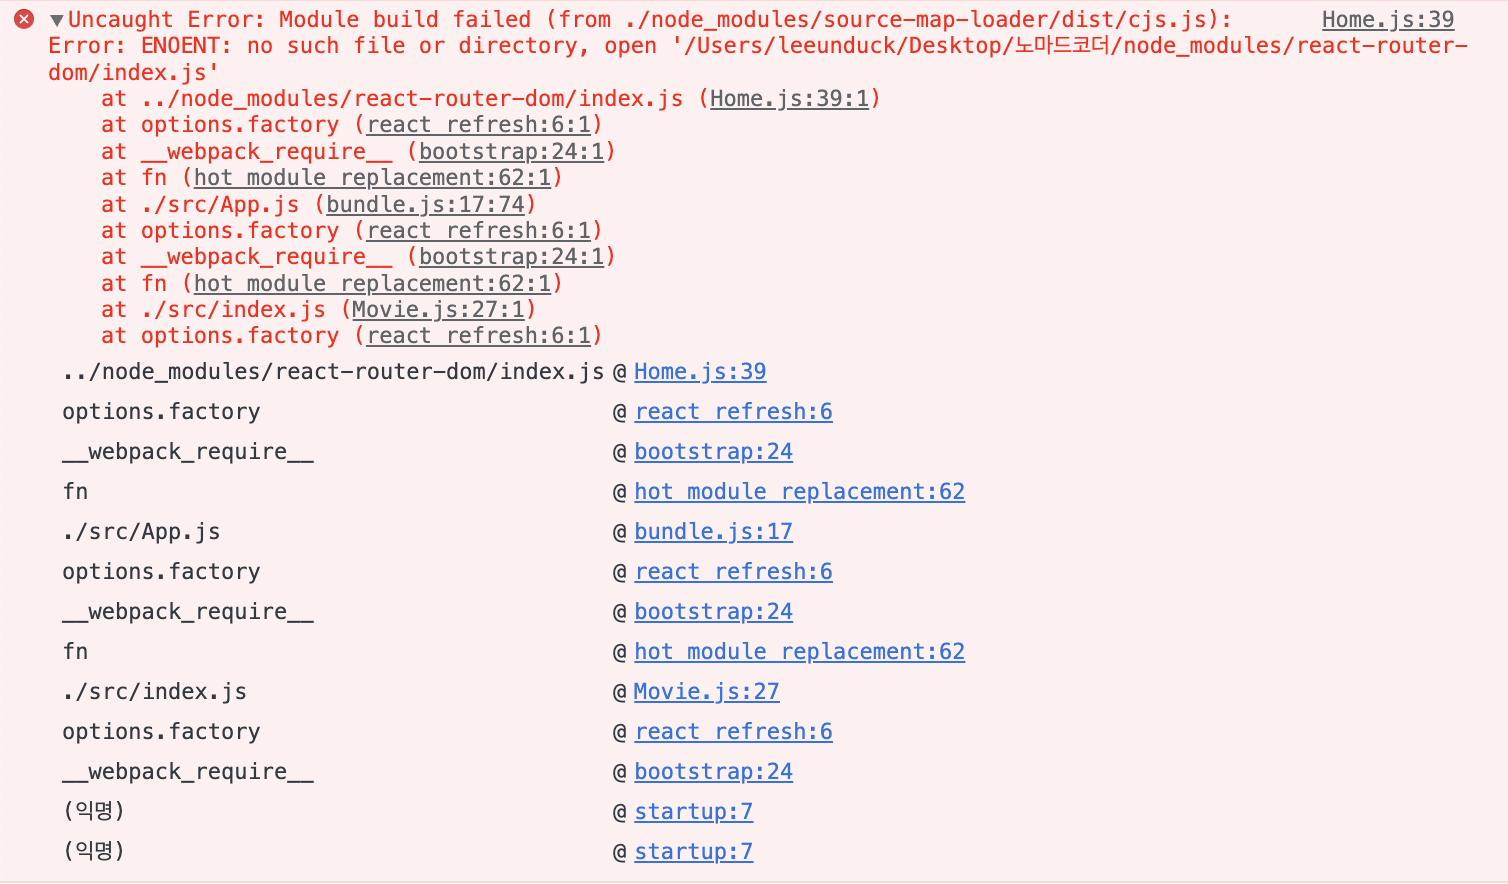 Uncaught Error: Module build failed (from ./node_modules/source-map-loader/dist/cjs.js): Home.js:39
Error: ENOENT: no such file or directory, open '/Users/leeunduck/Desktop/노마드코더/node_modules/react-router-
dom/index.js'
at ../node_modules/react-router-dom/index.js (Home.js:39:1)
at options.factory (react refresh:6:1)
at __webpack_require__ (bootstrap:24:1)
at fn (hot module replacement:62:1)
at ./src/App.js (bundle.js:17:74)
at options.factory (react refresh:6:1)
at __webpack_require__ (bootstrap:24:1)
at fn (hot module replacement:62:1)
at ./src/index.js (Movie.js:27:1)
at options.factory (react refresh:6:1)
../node_modules/react-router-dom/index.js @ Home.js:39
options.factory @ react refresh:6
__webpack_require__ @ bootstrap:24
fn @ hot module replacement:62
./src/App.js @ bundle.js:17
options.factory @ react refresh:6
__webpack_require__ @ bootstrap:24
fn @ hot module replacement:62
./src/index.js @ Movie.js:27
options.factory @ react refresh:6
__webpack_require__ @ bootstrap:24
(익명) @ startup:7
(익명) @ startup:7